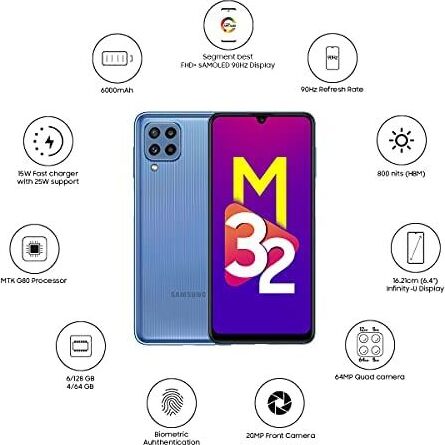 Segment best
FHD+ sAMOLED 90Hz Display
6000mAh
90Hz
90Hz Refresh Rate
15W Fast charger
with 25W support
800 nits (HBM)
M
32
SAMSUNG
MTK G80 Processor
16.21cm (6.4")
Infinity-U Display
6/128 GB
4/64 GB
64MP Quad camera
Biometric
Aunthentication
20MP Front Camera